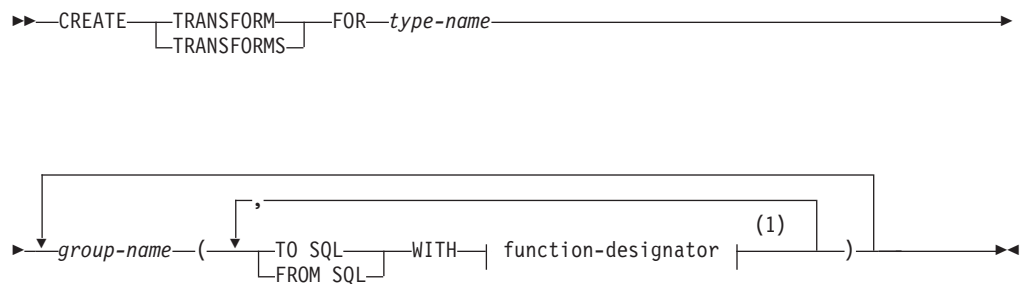 CREATE TRANSFORM FOR type-name
TRANSFORMS
,
(1)
group-name ( TO SQL WITH function-designator )
FROM SQL